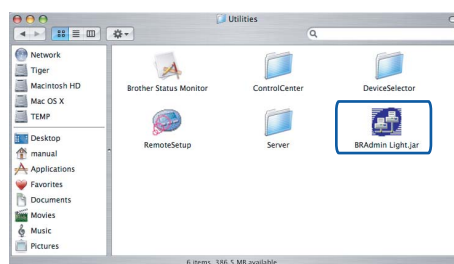 Utilities
Network
Tiger
Macintosh HD
Mac OS X
TEMP
Desktop
manual
Applications
Favorites
Documents
Movies
Music
Pictures
Brother Status Monitor
ControlCenter
DeviceSelector
RemoteSetup
Server
BRAdmin Light.jar
6 items, 386.5 MB available